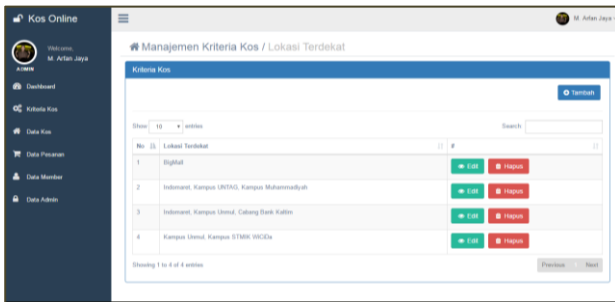 Kos Online
M. Arfan Jaya
Welcome,
M. Arfan Jaya
ADMIN
Dashboard
Kriteria Kos
Data Kos
Data Pesanan
Data Member
Data Admin
Manajemen Kriteria Kos / Lokasi Terdekat
Kriteria Kos
Tambah
Show 10 entries
Search:
No Lokasi Terdekat #
1 BigMall Edit Hapus
2 Indomaret, Kampus UNTAG, Kampus Muhammadiyah Edit Hapus
3 Indomaret, Kampus Unmul, Cabang Bank Kaltim Edit Hapus
4 Kampus Unmul, Kampus STMIK WICiDa Edit Hapus
Showing 1 to 4 of 4 entries
Previous Next